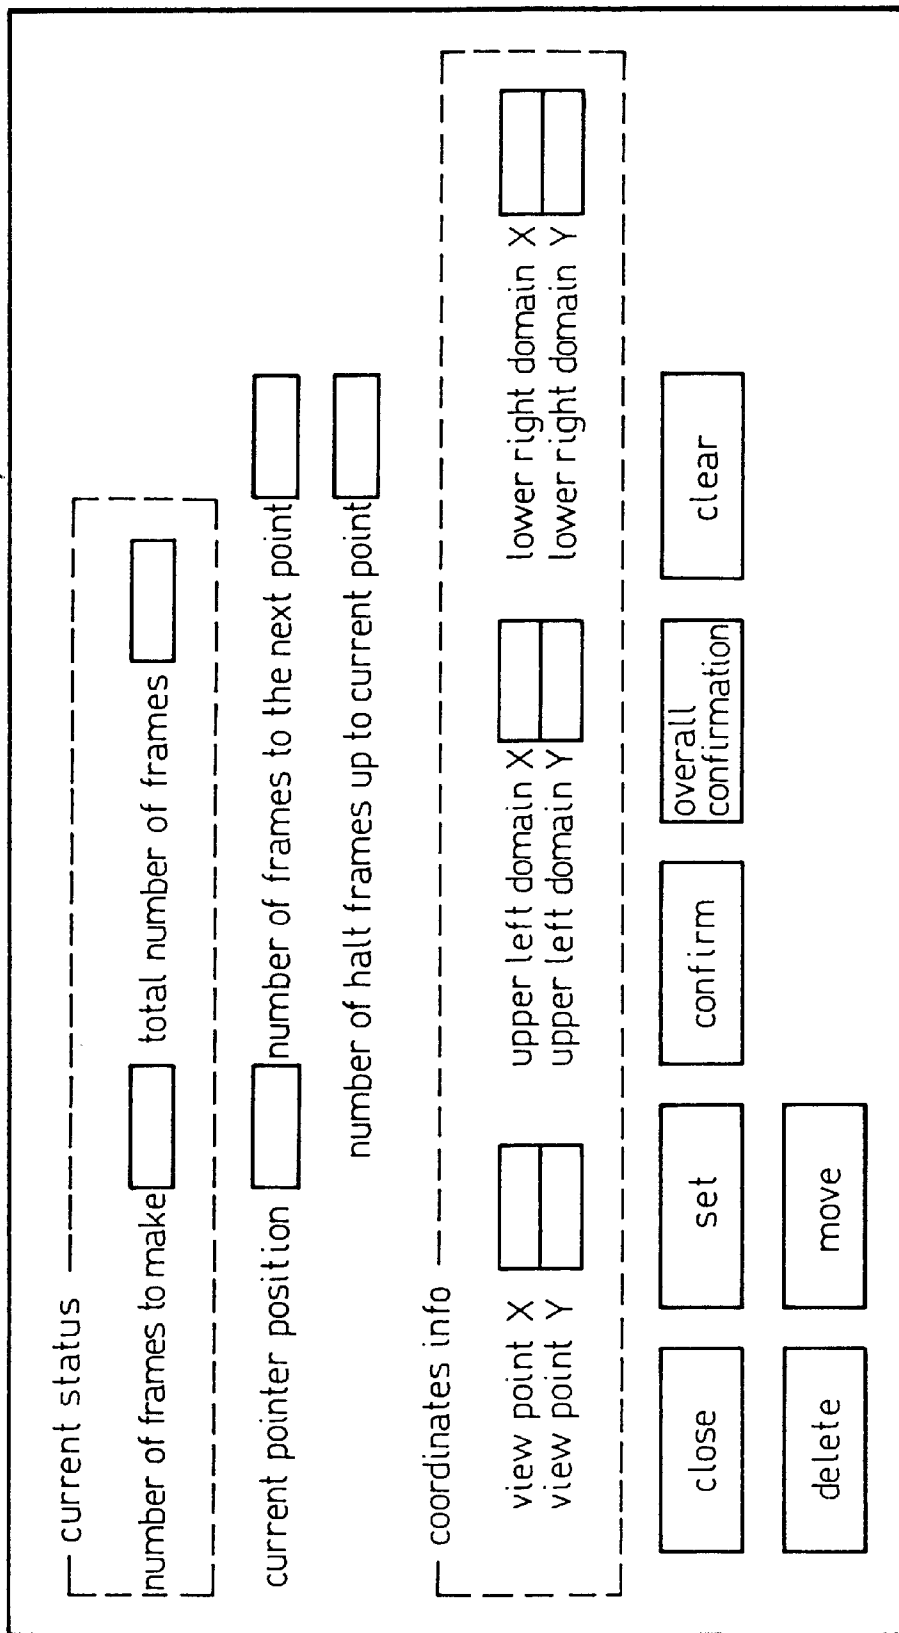 current status
number of frames to make
total number of frames
current pointer position
number of frames to the next point
number of halt frames up to current point
coordinates info
view point X
view point Y
upper left domain X
upper left domain Y
lower right domain X
lower right domain Y
close
set
confirm
overall
confirmation
clear
delete
move